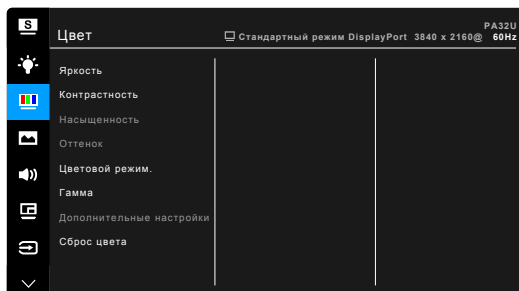 S
PA32U
Цвет
Стандартный режим DisplayPort 3840 x 2160@ 60Hz
Яркость
Контрастность
Насыщенность
Оттенок
Цветовой режим.
Гамма
Дополнительные настройки
Сброс цвета